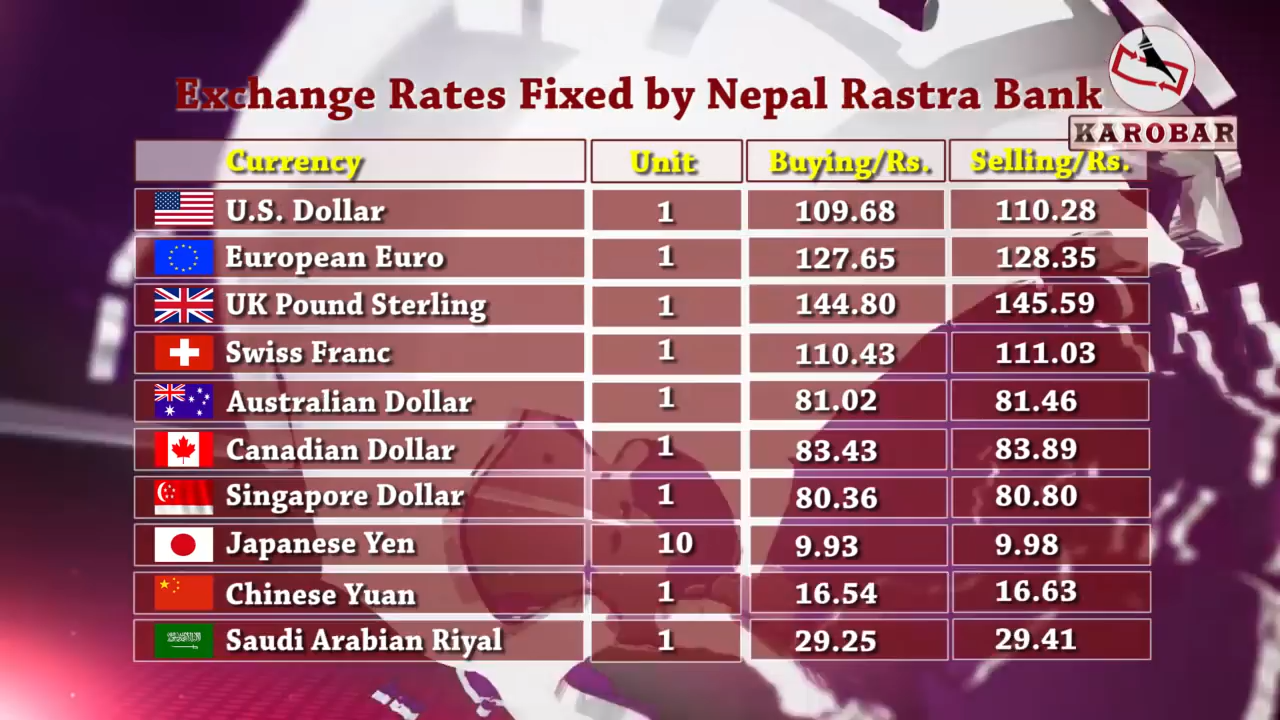 Exchange Rates Fixed by Nepal Rastra Bank
KAROBAR
Currency Unit Buying/Rs. Selling/Rs.
U.S. Dollar 1 109.68 110.28
European Euro 1 127.65 128.35
UK Pound Sterling 1 144.80 145.59
Swiss Franc 1 110.43 111.03
Australian Dollar 1 81.02 81.46
Canadian Dollar 1 83.43 83.89
Singapore Dollar 1 80.36 80.80
Japanese Yen 10 9.93 9.98
Chinese Yuan 1 16.54 16.63
Saudi Arabian Riyal 1 29.25 29.41